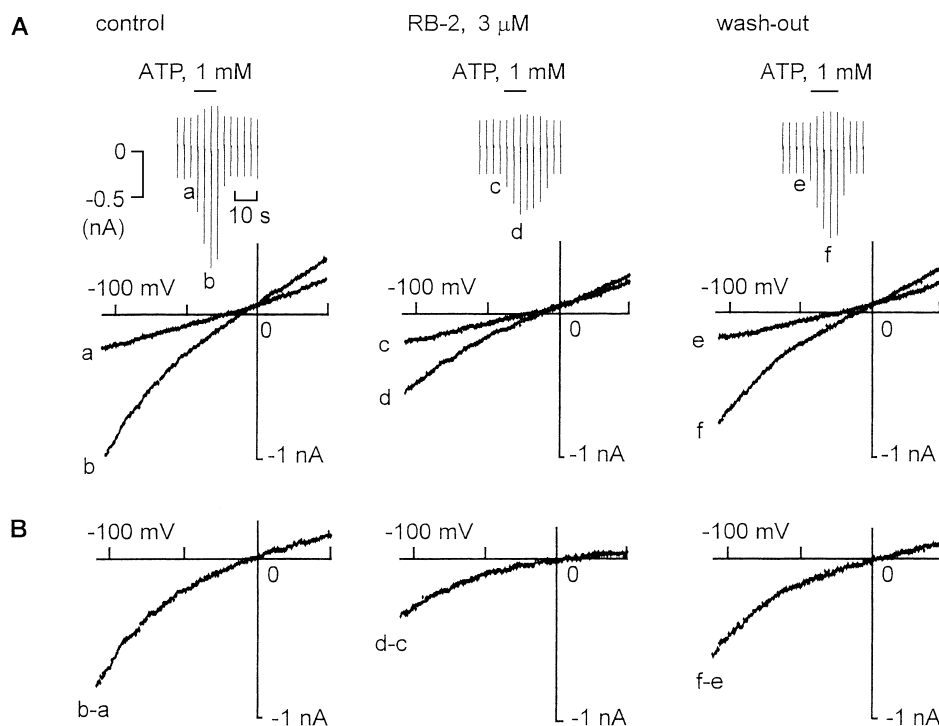 A
control
RB-2, 3 μM
wash-out
ATP, 1 mM
ATP, 1 mM
ATP, 1 mM
0
-0.5
(nA)
a
10 s
b
c
d
e
f
-100 mV
0
a
b
-1 nA
-100 mV
0
c
d
-1 nA
-100 mV
0
e
f
-1 nA
B
-100 mV
0
b-a
-1 nA
-100 mV
0
d-c
-1 nA
-100 mV
0
f-e
-1 nA